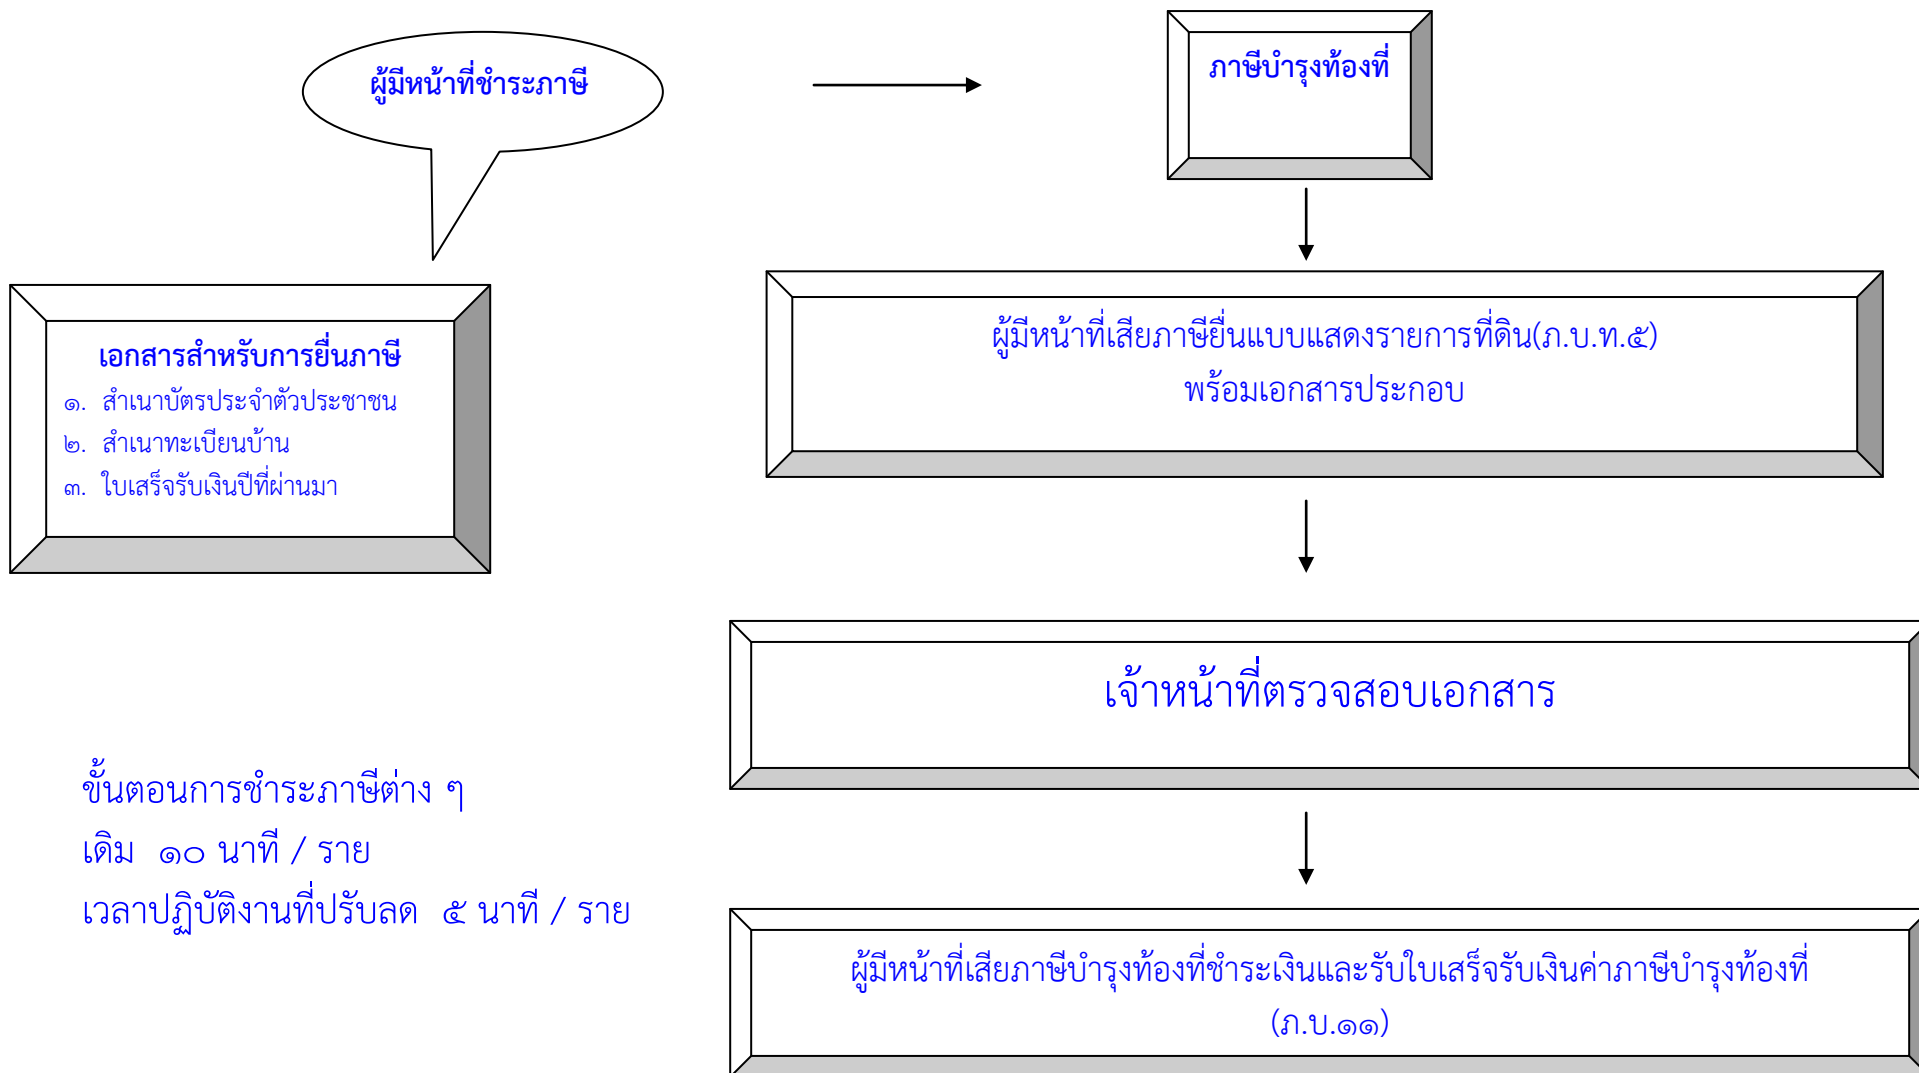 ผู้มีหน้าที่ชำระภาษี
ภาษีบำรุงท้องที่
ผู้มีหน้าที่เสียภาษียื่นแบบแสดงรายการที่ดิน(ภ.บ.ท.๕)
พร้อมเอกสารประกอบ
เอกสารสำหรับการยื่นภาษี
๑. สำเนาบัตรประจำตัวประชาชน
๒. สำเนาทะเบียนบ้าน
๓. ใบเสร็จรับเงินปีที่ผ่านมา
เจ้าหน้าที่ตรวจสอบเอกสาร
ขั้นตอนการชำระภาษีต่าง ๆ
เดิม ๑๐ นาที / ราย
เวลาปฏิบัติงานที่ปรับลด ๕ นาที / ราย
ผู้มีหน้าที่เสียภาษีบำรุงท้องที่ชำระเงินและรับใบเสร็จรับเงินค่าภาษีบำรุงท้องที่
(ภ.บ.๑๑)